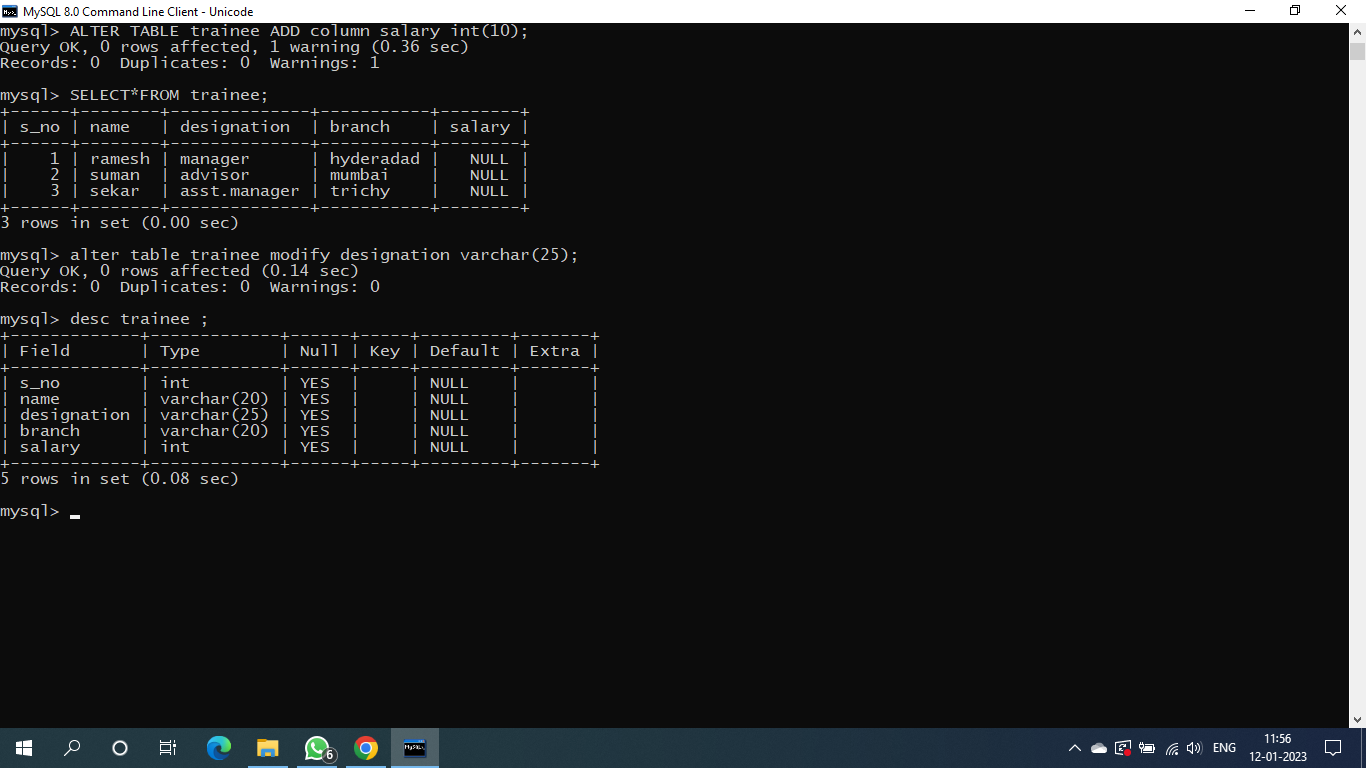 MySQL 8.0 Command Line Client - Unicode
mysql> ALTER TABLE trainee ADD column salary int(10);
Query OK, 0 rows affected, 1 warning (0.36 sec)
Records: 0  Duplicates: 0  Warnings: 1
mysql> SELECT*FROM trainee;
+------+--------+--------------+-----------+--------+
| s_no | name   | designation  | branch    | salary |
+------+--------+--------------+-----------+--------+
|    1 | ramesh | manager      | hyderadad |   NULL |
|    2 | suman  | advisor      | mumbai    |   NULL |
|    3 | sekar  | asst.manager | trichy    |   NULL |
+------+--------+--------------+-----------+--------+
3 rows in set (0.00 sec)
mysql> alter table trainee modify designation varchar(25);
Query OK, 0 rows affected (0.14 sec)
Records: 0  Duplicates: 0  Warnings: 0
mysql> desc trainee ;
+-------------+-------------+------+-----+---------+-------+
| Field       | Type        | Null | Key | Default | Extra |
+-------------+-------------+------+-----+---------+-------+
| s_no        | int         | YES  |     | NULL    |       |
| name        | varchar(20) | YES  |     | NULL    |       |
| designation | varchar(25) | YES  |     | NULL    |       |
| branch      | varchar(20) | YES  |     | NULL    |       |
| salary      | int         | YES  |     | NULL    |       |
+-------------+-------------+------+-----+---------+-------+
5 rows in set (0.08 sec)
mysql> _
6
MySQL
ENG
11:56
12-01-2023